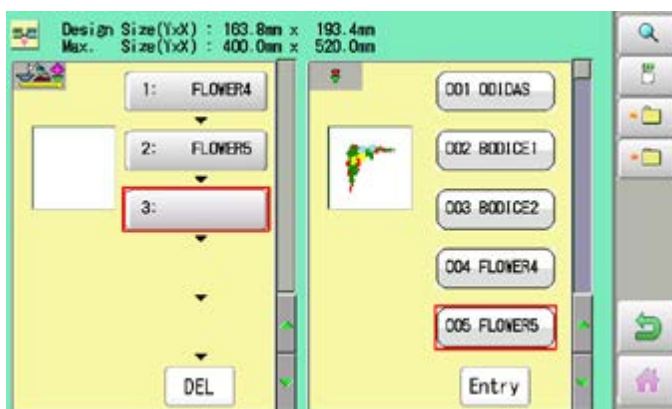 Design Size(YxX) : 163.8mm x 193.4mm
Max. Size(YxX) : 400.0mm x 520.0mm
1: FLOWER4
2: FLOWER5
3:
DEL
001 ODIDAS
002 BODICE1
003 BODICE2
004 FLOWER4
005 FLOWER5
Entry